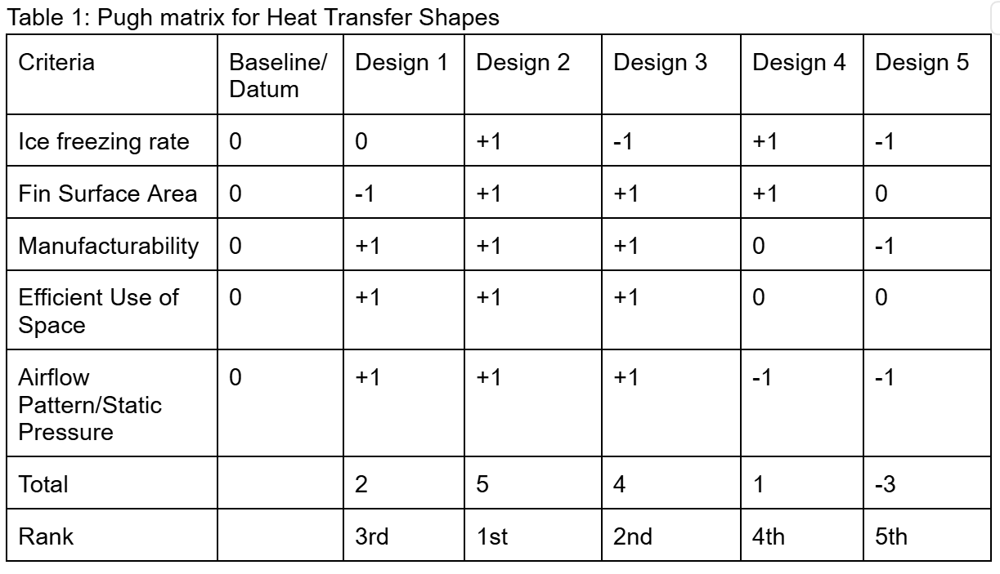 Table 1: Pugh matrix for Heat Transfer Shapes
Criteria Baseline/ Datum Design 1 Design 2 Design 3 Design 4 Design 5
Ice freezing rate 0 0 +1 -1 +1 -1
Fin Surface Area 0 -1 +1 +1 +1 0
Manufacturability 0 +1 +1 +1 0 -1
Efficient Use of Space 0 +1 +1 +1 0 0
Airflow Pattern/Static Pressure 0 +1 +1 +1 -1 -1
Total 2 5 4 1 -3
Rank 3rd 1st 2nd 4th 5th